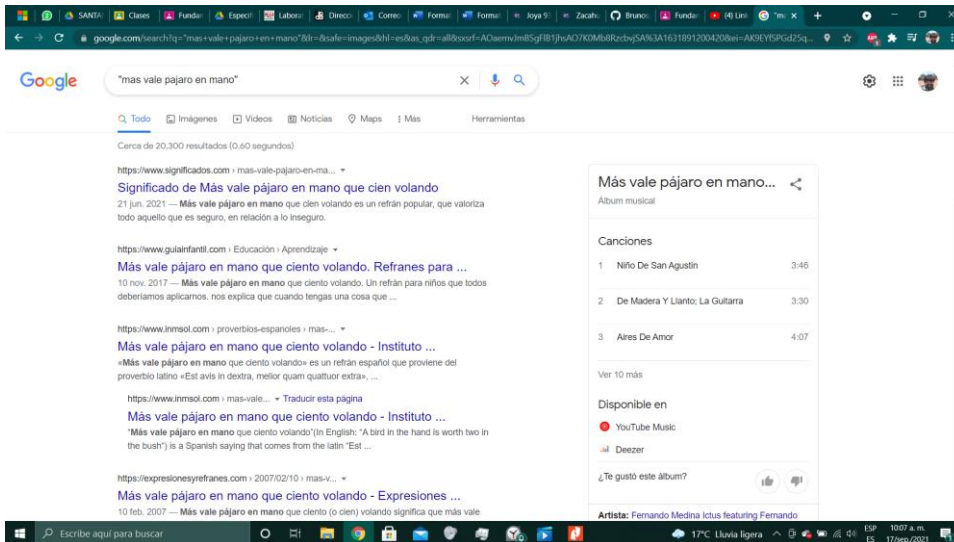 SANTA
Clases
Fundar
Especifi
Laboral
Direcci
Correo
Format
Format
Joya 93
Zacahu
Brunos
Fundar
(4) Lini
"m
google.com/search?q="mas+vale+pajaro+en+mano"&lr=&safe=images&hl=es&as_qdr=all&sxsrf=
Google
"mas vale pajaro en mano"
Todo Imágenes Videos Noticias Maps Más Herramientas
Cerca de 20,300 resultados (0.60 segundos)
https://www.significados.com › mas-vale-pajaro-en-ma...
Significado de Más vale pájaro en mano que cien volando
21 jun. 2021 — Más vale pájaro en mano que cien volando es un refrán popular, que valoriza
todo aquello que es seguro, en relación a lo inseguro.
https://www.guiainfantil.com › Educación › Aprendizaje
Más vale pájaro en mano que ciento volando. Refranes para ...
10 nov. 2017 — Más vale pájaro en mano que ciento volando. Un refrán para niños que todos
deberíamos aplicarnos. nos explica que cuando tengas una cosa que ...
https://www.inmsol.com › proverbios-espanoles › mas-...
Más vale pájaro en mano que ciento volando - Instituto ...
«Más vale pájaro en mano que ciento volando» es un refrán español que proviene del
proverbio latino «Est avis in dextra, melior quam quattuor extra», ...
https://www.inmsol.com › mas-vale... Traducir esta página
Más vale pájaro en mano que ciento volando - Instituto ...
"Más vale pájaro en mano que ciento volando"(In English: "A bird in the hand is worth two in
the bush") is a Spanish saying that comes from the latin "Est ...
https://expresionesyrefranes.com › 2007/02/10 › mas-v...
Más vale pájaro en mano que ciento volando - Expresiones ...
10 feb. 2007 — Más vale pájaro en mano que ciento (o cien) volando significa que más vale
Más vale pájaro en mano...
Álbum musical
Canciones
1 Niño De San Agustin 3:46
2 De Madera Y Llanto; La Guitarra 3:30
3 Aires De Amor 4:07
Ver 10 más
Disponible en
YouTube Music
Deezer
¿Te gustó este álbum?
Artista: Fernando Medina Ictus featuring Fernando
Escribe aquí para buscar
17°C Lluvia ligera
ESP
ES
10:07 a. m.
17/sep./2021